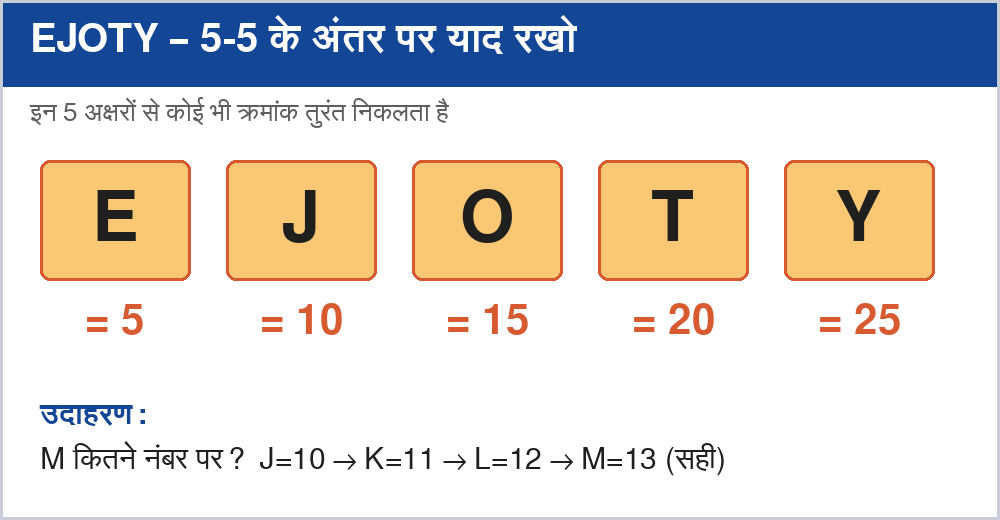 EJOTY – 5-5 के अंतर पर याद रखो
इन 5 अक्षरों से कोई भी क्रमांक तुरंत निकलता है
E J O T Y
= 5 = 10 = 15 = 20 = 25
उदाहरण :
M कितने नंबर पर ? J=10 → K=11 → L=12 → M=13 (सही)